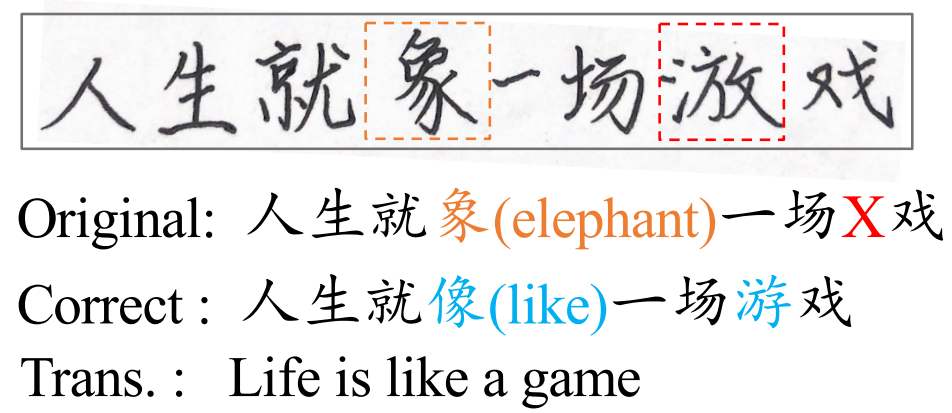 人生就象一场戏
Original: 人生就象(elephant)一场X戏
Correct : 人生就像(like)一场游戏
Trans. : Life is like a game